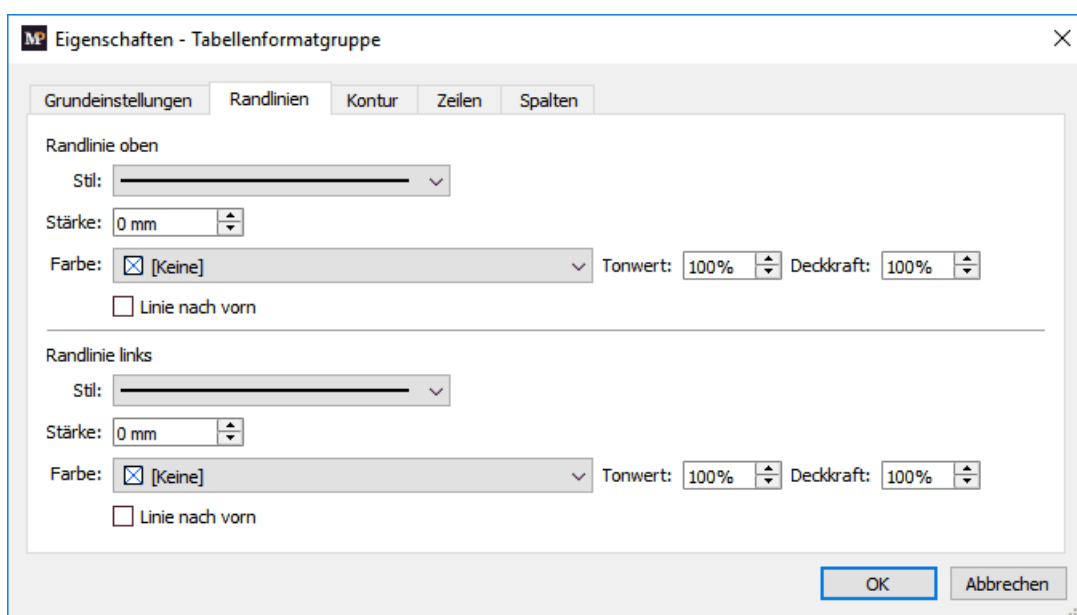 MP Eigenschaften - Tabellenformatgruppe
Grundeinstellungen Randlinien Kontur Zeilen Spalten
Randlinie oben
Stil:
Stärke: 0 mm
Farbe: [Keine] Tonwert: 100% Deckkraft: 100%
Linie nach vorn
Randlinie links
Stil:
Stärke: 0 mm
Farbe: [Keine] Tonwert: 100% Deckkraft: 100%
Linie nach vorn
OK Abbrechen